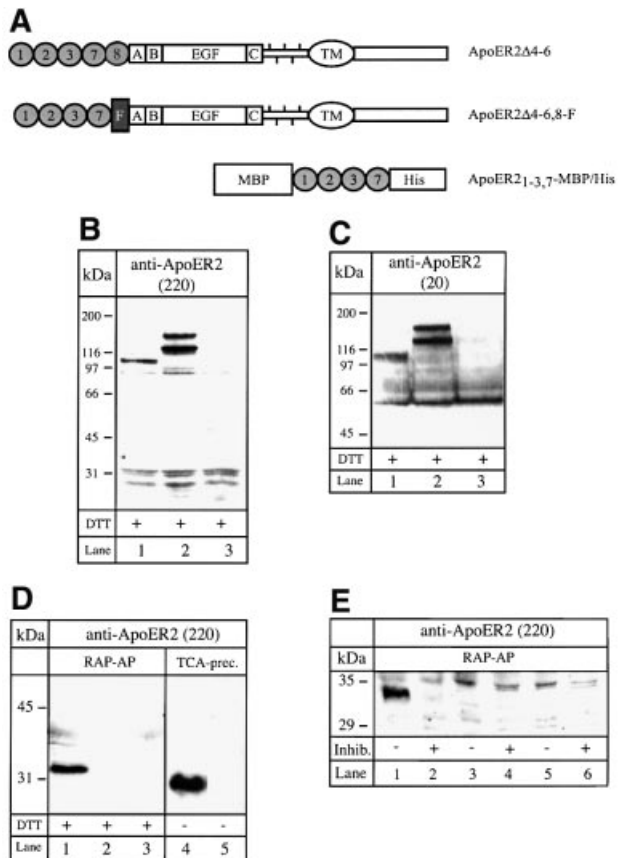 A
1 2 3 7 8 A B EGF C TM ApoER2Δ4-6
1 2 3 7 F A B EGF C TM ApoER2Δ4-6,8-F
MBP 1 2 3 7 His ApoER2₁₋₃,₇-MBP/His
B
kDa anti-ApoER2
(220)
200
116
97
66
45
31
DTT + + +
Lane 1 2 3
C
kDa anti-ApoER2
(20)
200
116
97
66
45
DTT + + +
Lane 1 2 3
D
kDa anti-ApoER2 (220)
RAP-AP TCA-prec.
45
31
DTT + + + - -
Lane 1 2 3 4 5
E
anti-ApoER2 (220)
kDa RAP-AP
35
29
Inhib. - + - + - +
Lane 1 2 3 4 5 6